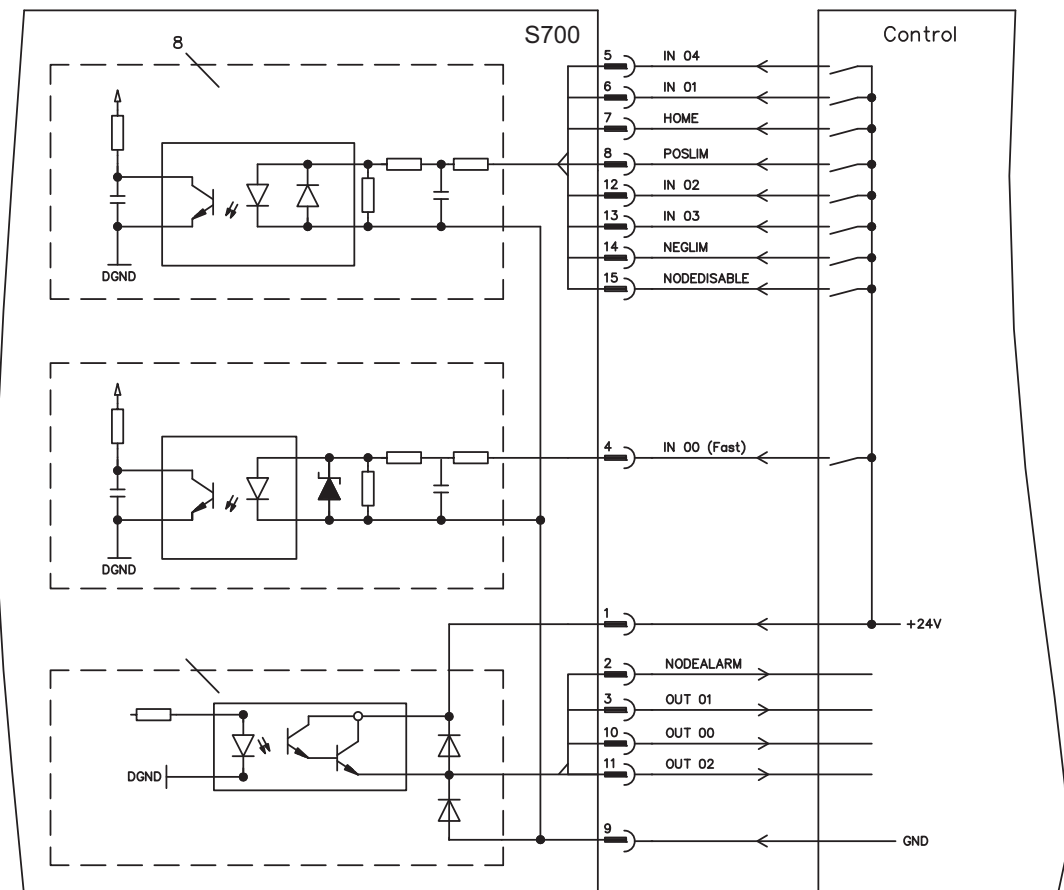 S700
Control
8
5 IN 04
6 IN 01
7 HOME
8 POSLIM
12 IN 02
13 IN 03
14 NEGLIM
15 NODEDISABLE
DGND
4 IN 00 (Fast)
DGND
1 +24V
2 NODEALARM
3 OUT 01
10 OUT 00
11 OUT 02
DGND
9 GND